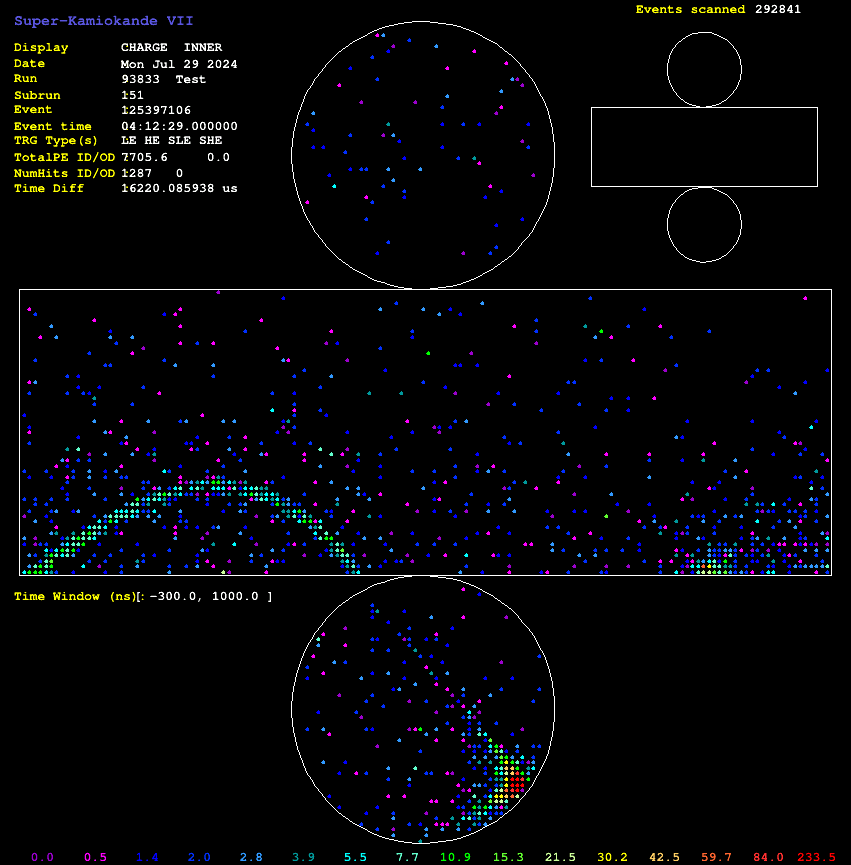 Super-Kamiokande VII
Events scanned 292841
Display CHARGE INNER
Date Mon Jul 29 2024
Run 93833 Test
Subrun 151
Event 125397106
Event time 04:12:29.000000
TRG Type(s) LE HE SLE SHE
TotalPE ID/OD 7705.6 0.0
NumHits ID/OD 1287 0
Time Diff 16220.085938 us
Time Window (ns)[: -300.0, 1000.0 ]
0.0 0.5 1.4 2.0 2.8 3.9 5.5 7.7 10.9 15.3 21.5 30.2 42.5 59.7 84.0 233.5